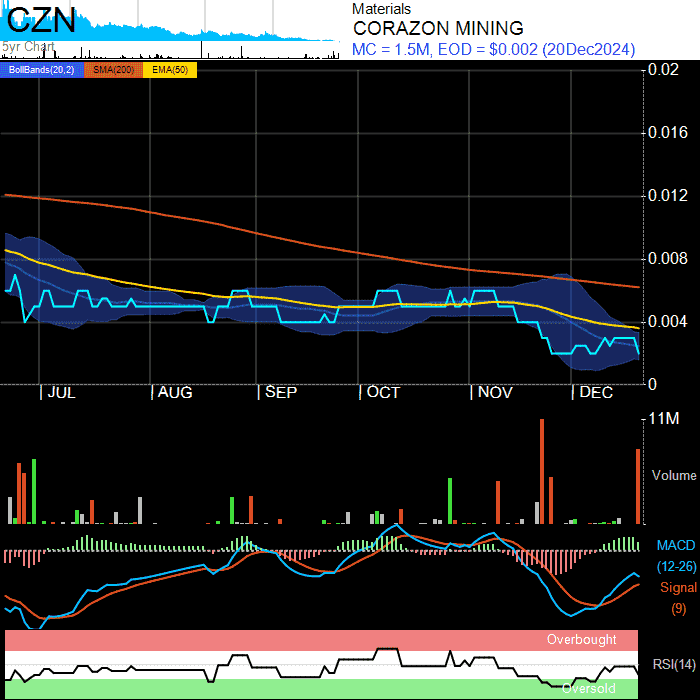 CZN
5yr Chart
Materials
CORAZON MINING
MC = 1.5M, EOD = $0.002 (20Dec2024)
BollBands(20,2) SMA(200) EMA(50)
0.02
0.016
0.012
0.008
0.004
0
JUL AUG SEP OCT NOV DEC
11M
Volume
MACD
(12-26)
Signal
(9)
Overbought
RSI(14)
Oversold